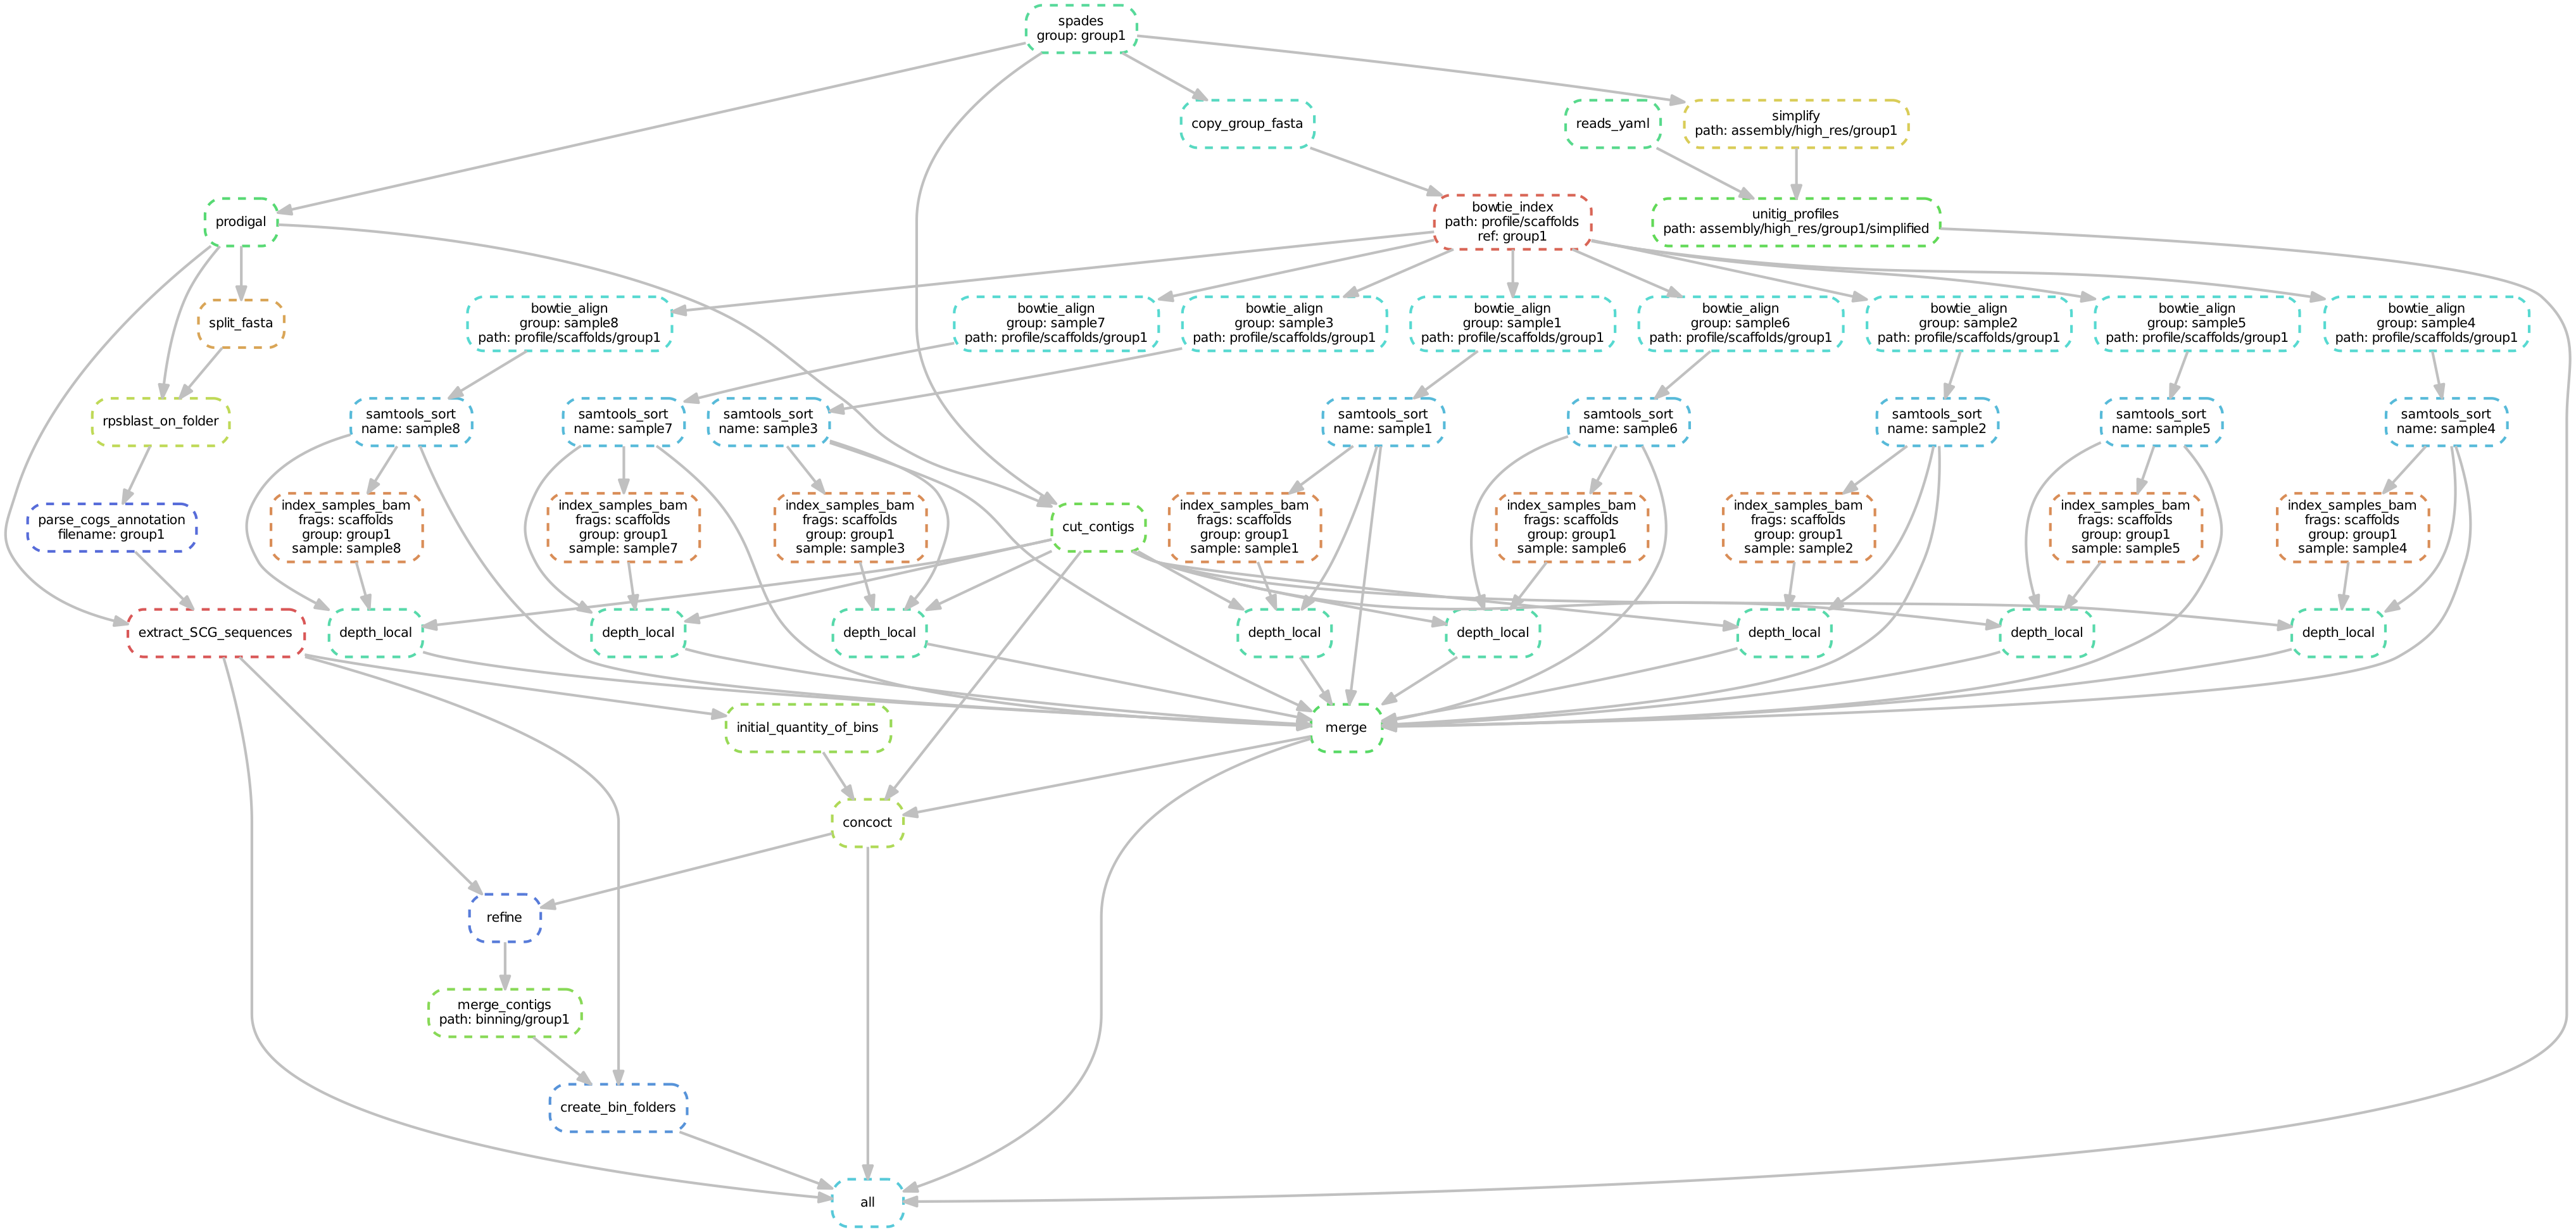 spades
group: group1
copy_group_fasta
reads_yaml
simplify
path: assembly/high_res/group1
prodigal
bowtie_index
path: profile/scaffolds
ref: group1
unitig_profiles
path: assembly/high_res/group1/simplified
split_fasta
bowtie_align
group: sample8
path: profile/scaffolds/group1
bowtie_align
group: sample7
path: profile/scaffolds/group1
bowtie_align
group: sample3
path: profile/scaffolds/group1
bowtie_align
group: sample1
path: profile/scaffolds/group1
bowtie_align
group: sample6
path: profile/scaffolds/group1
bowtie_align
group: sample2
path: profile/scaffolds/group1
bowtie_align
group: sample5
path: profile/scaffolds/group1
bowtie_align
group: sample4
path: profile/scaffolds/group1
rpsblast_on_folder
samtools_sort
name: sample8
samtools_sort
name: sample7
samtools_sort
name: sample3
samtools_sort
name: sample1
samtools_sort
name: sample6
samtools_sort
name: sample2
samtools_sort
name: sample5
samtools_sort
name: sample4
parse_cogs_annotation
filename: group1
index_samples_bam
frags: scaffolds
group: group1
sample: sample8
index_samples_bam
frags: scaffolds
group: group1
sample: sample7
index_samples_bam
frags: scaffolds
group: group1
sample: sample3
cut_contigs
index_samples_bam
frags: scaffolds
group: group1
sample: sample1
index_samples_bam
frags: scaffolds
group: group1
sample: sample6
index_samples_bam
frags: scaffolds
group: group1
sample: sample2
index_samples_bam
frags: scaffolds
group: group1
sample: sample5
index_samples_bam
frags: scaffolds
group: group1
sample: sample4
extract_SCG_sequences
depth_local
depth_local
depth_local
depth_local
depth_local
depth_local
depth_local
depth_local
initial_quantity_of_bins
merge
concoct
refine
merge_contigs
path: binning/group1
create_bin_folders
all